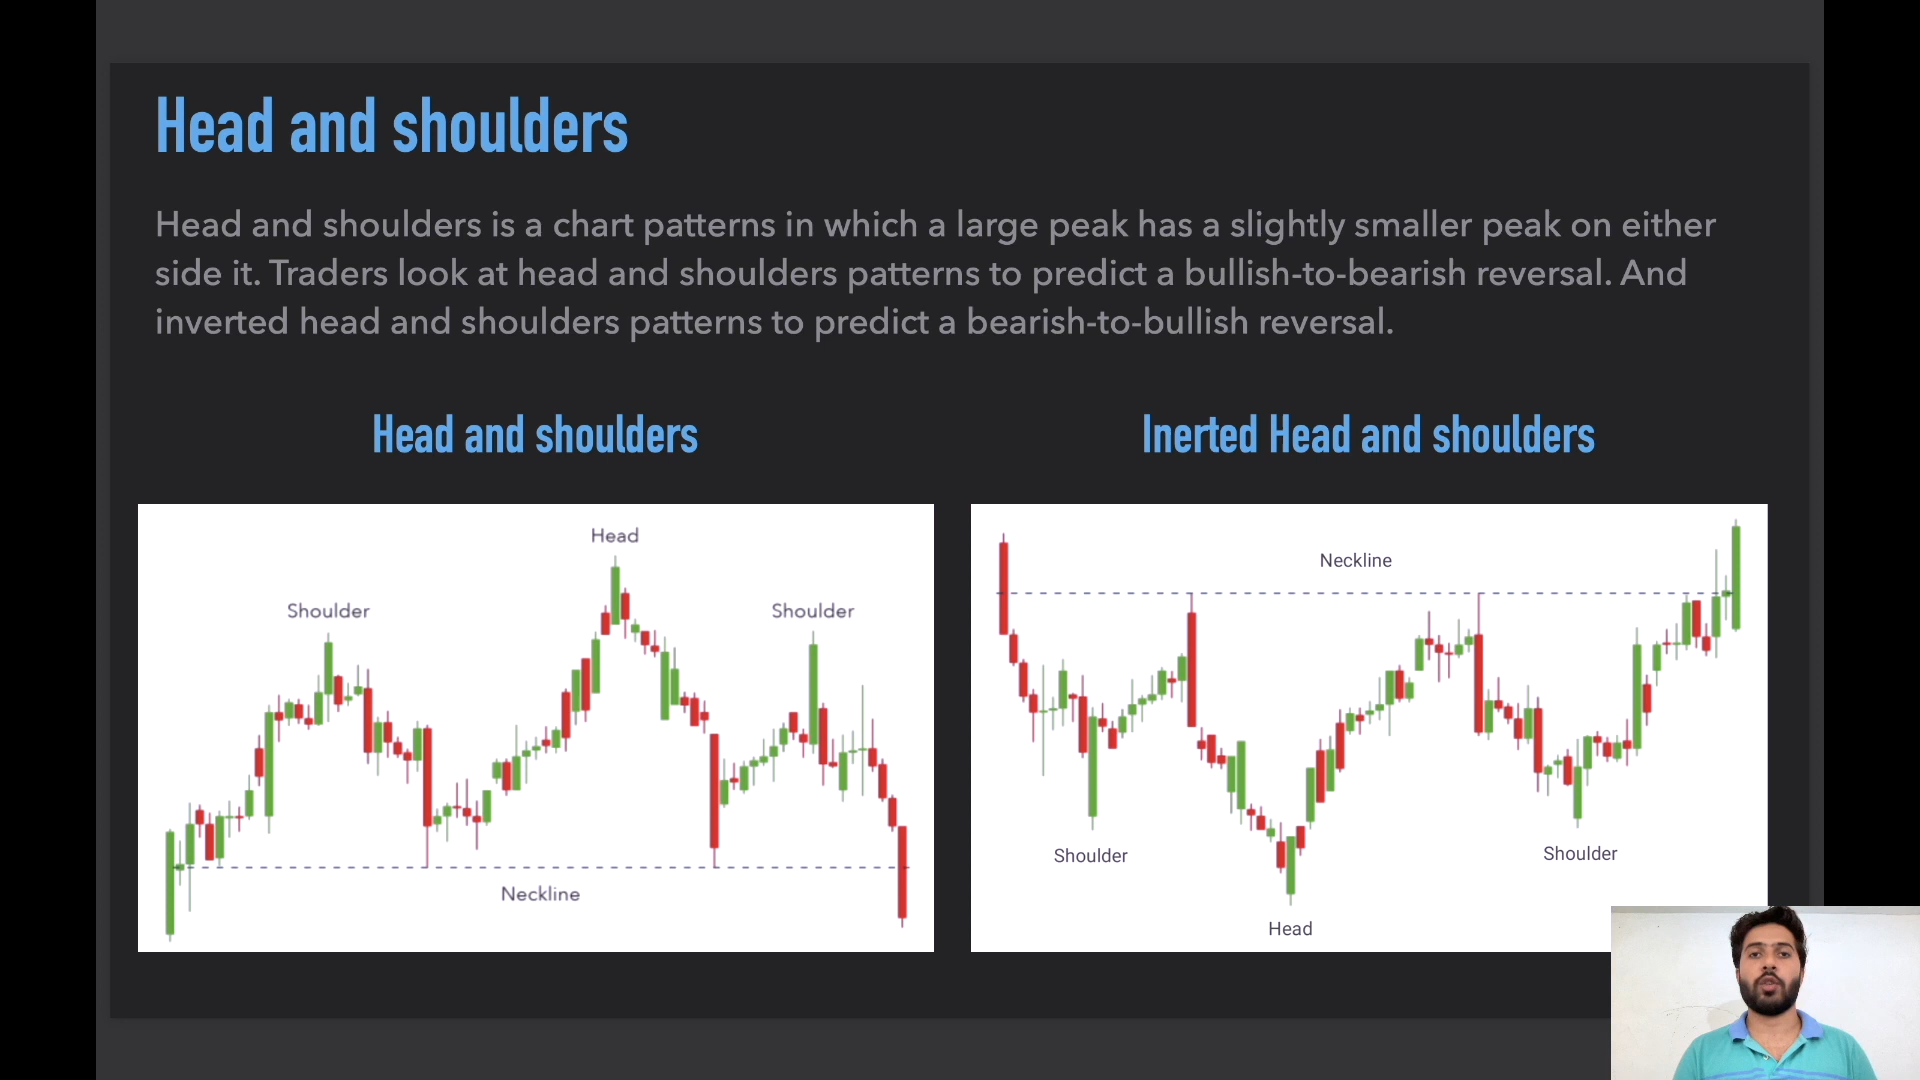 Head and shoulders
Head and shoulders is a chart patterns in which a large peak has a slightly smaller peak on either
side it. Traders look at head and shoulders patterns to predict a bullish-to-bearish reversal. And
inverted head and shoulders patterns to predict a bearish-to-bullish reversal.
Head and shoulders
Inerted Head and shoulders
Head
Shoulder
Shoulder
Neckline
Neckline
Shoulder
Shoulder
Head